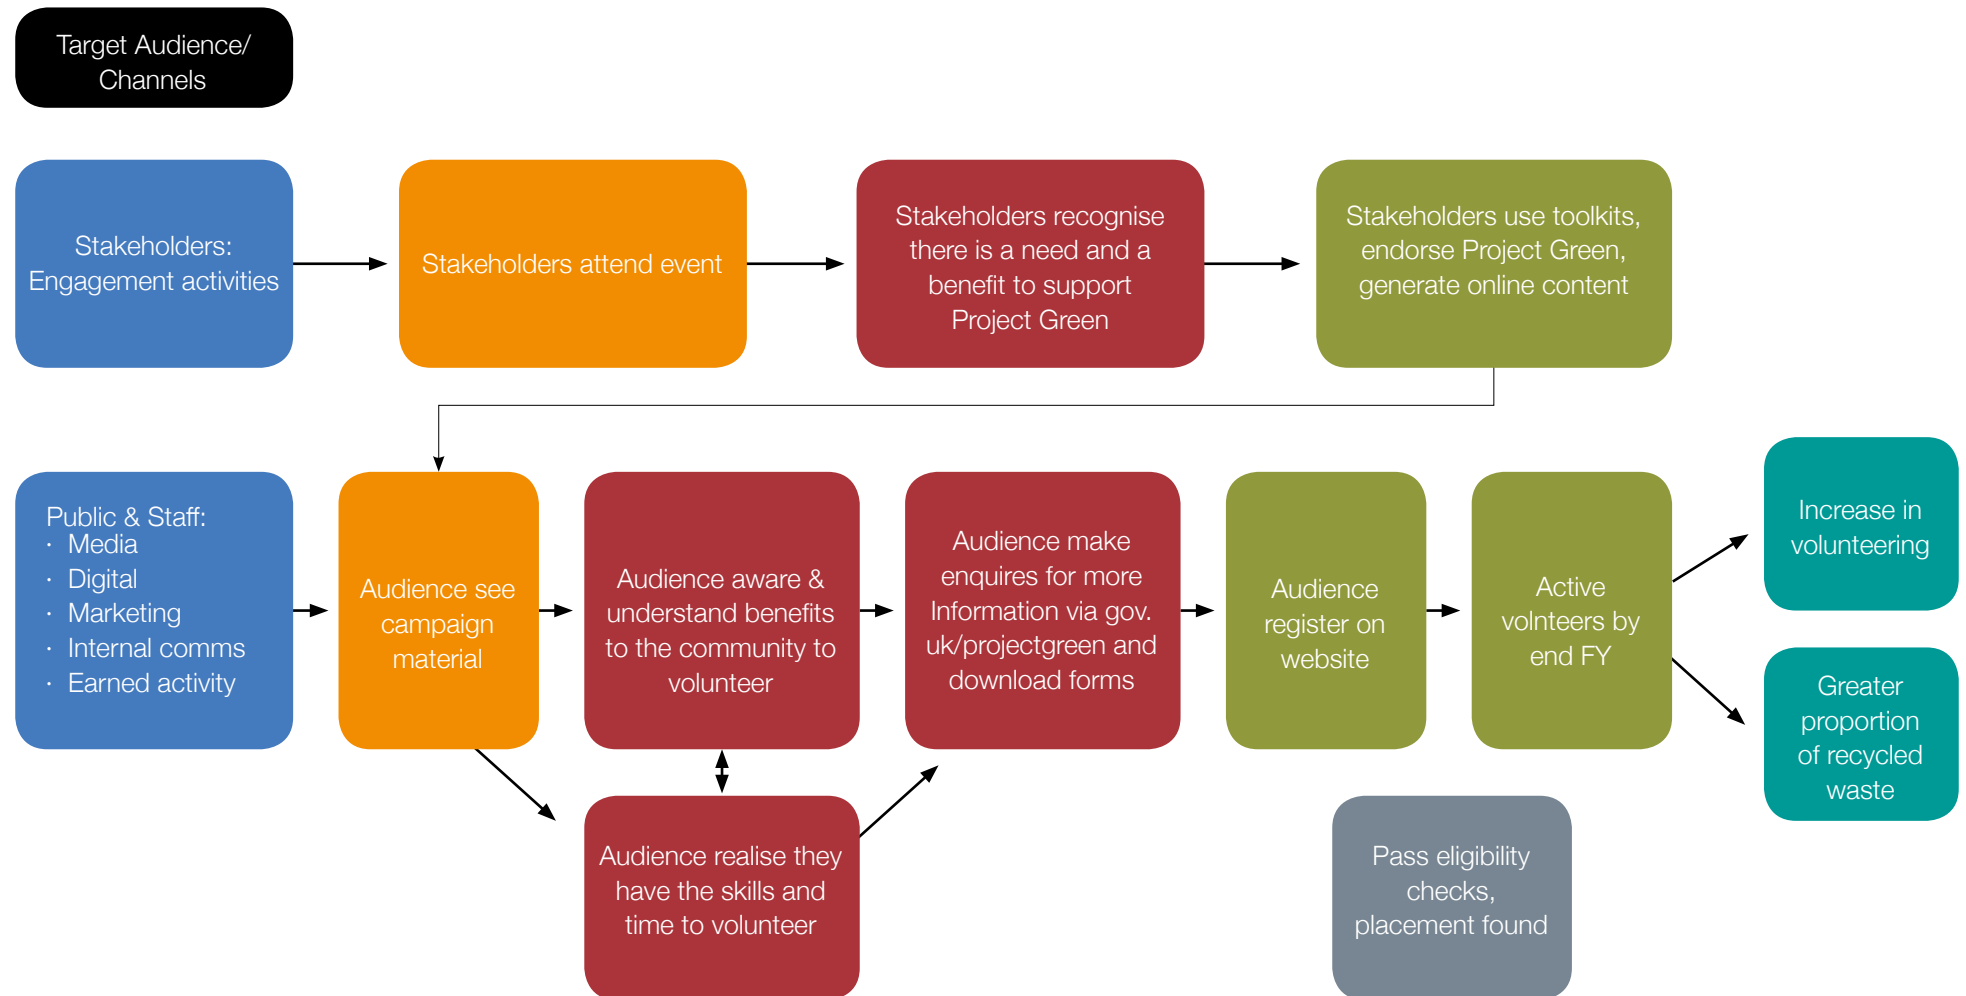 Target Audience/
Channels
Stakeholders:
Engagement activities
Stakeholders attend event
Stakeholders recognise
there is a need and a
benefit to support
Project Green
Stakeholders use toolkits,
endorse Project Green,
generate online content
Public & Staff:
· Media
· Digital
· Marketing
· Internal comms
· Earned activity
Audience see
campaign
material
Audience aware &
understand benefits
to the community to
volunteer
Audience make
enquires for more
Information via gov.
uk/projectgreen and
download forms
Audience
register on
website
Active
volnteers by
end FY
Increase in
volunteering
Greater
proportion
of recycled
waste
Audience realise they
have the skills and
time to volunteer
Pass eligibility
checks,
placement found